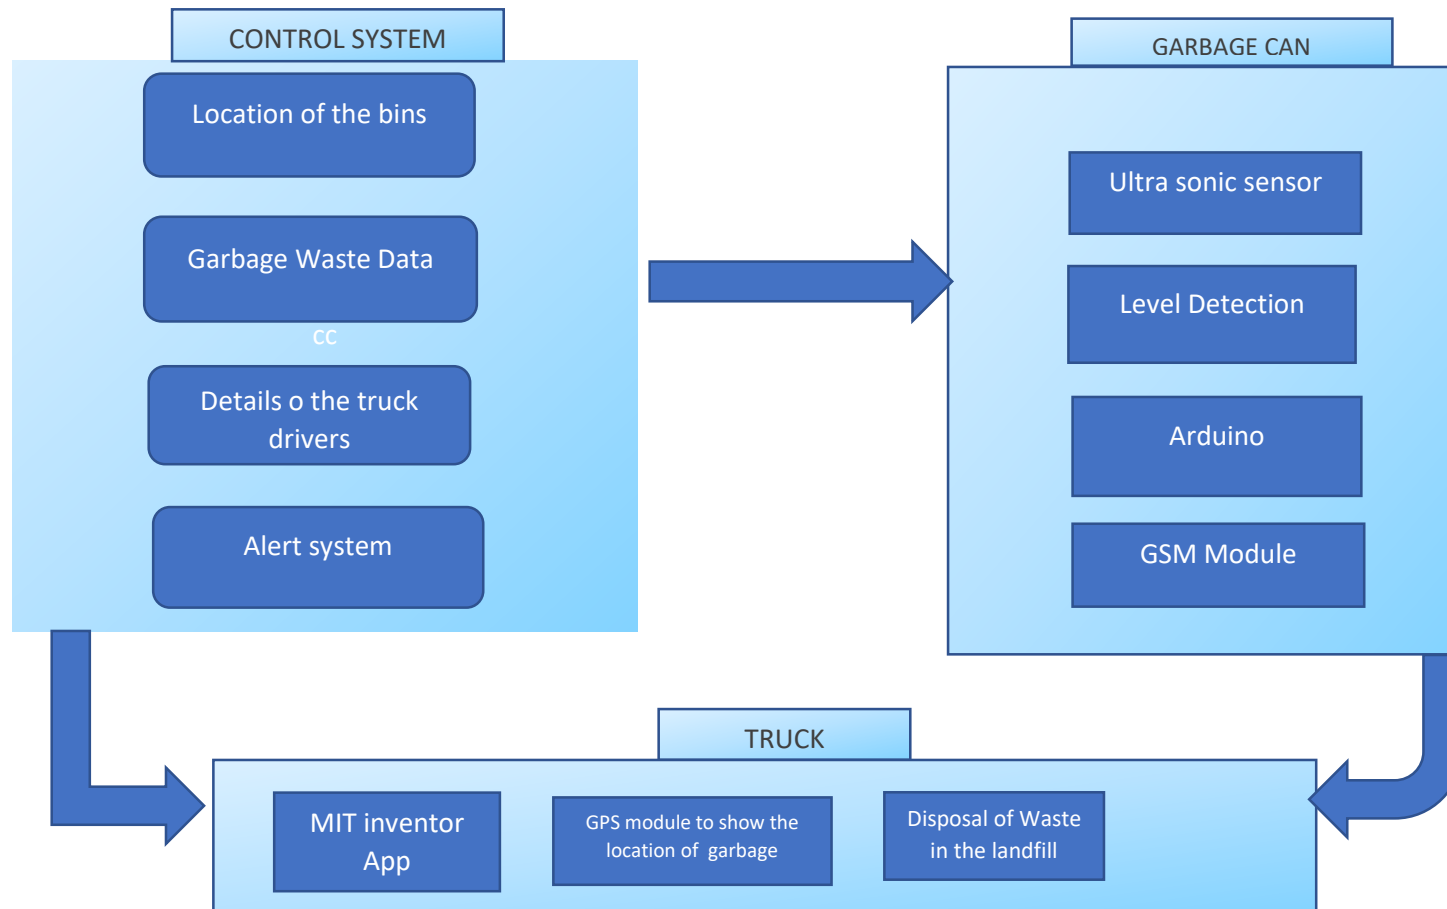 CONTROL SYSTEM
Location of the bins
Garbage Waste Data
cc
Details o the truck
drivers
Alert system
GARBAGE CAN
Ultra sonic sensor
Level Detection
Arduino
GSM Module
TRUCK
MIT inventor
App
GPS module to show the
location of garbage
Disposal of Waste
in the landfill